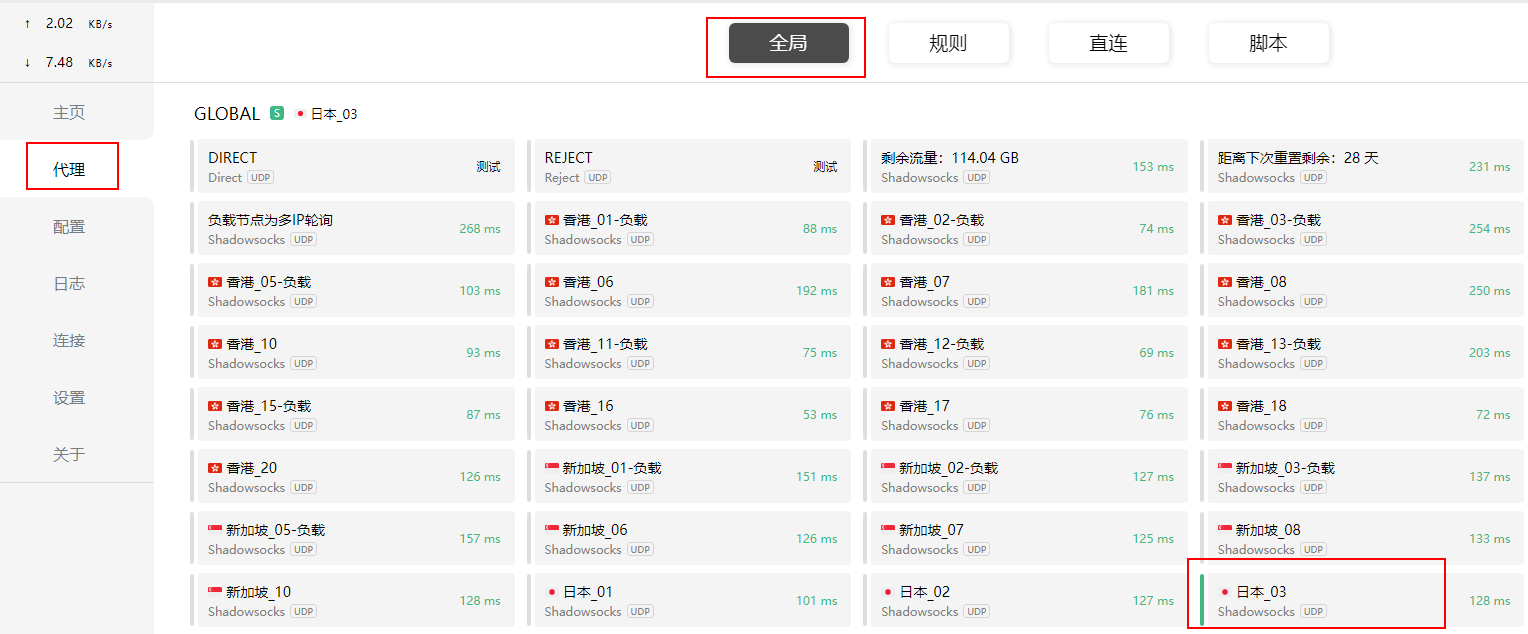 ↑ 2.02 KB/s
↓ 7.48 KB/s
全局 规则 直连 脚本
主页
代理
配置
日志
连接
设置
关于
GLOBAL S 日本_03
DIRECT
Direct UDP
测试
REJECT
Reject UDP
测试
剩余流量：114.04 GB
Shadowsocks UDP
153 ms
距离下次重置剩余：28 天
Shadowsocks UDP
231 ms
负载节点为多IP轮询
Shadowsocks UDP
268 ms
香港_01-负载
Shadowsocks UDP
88 ms
香港_02-负载
Shadowsocks UDP
74 ms
香港_03-负载
Shadowsocks UDP
254 ms
香港_05-负载
Shadowsocks UDP
103 ms
香港_06
Shadowsocks UDP
192 ms
香港_07
Shadowsocks UDP
181 ms
香港_08
Shadowsocks UDP
250 ms
香港_10
Shadowsocks UDP
93 ms
香港_11-负载
Shadowsocks UDP
75 ms
香港_12-负载
Shadowsocks UDP
69 ms
香港_13-负载
Shadowsocks UDP
203 ms
香港_15-负载
Shadowsocks UDP
87 ms
香港_16
Shadowsocks UDP
53 ms
香港_17
Shadowsocks UDP
76 ms
香港_18
Shadowsocks UDP
72 ms
香港_20
Shadowsocks UDP
126 ms
新加坡_01-负载
Shadowsocks UDP
151 ms
新加坡_02-负载
Shadowsocks UDP
127 ms
新加坡_03-负载
Shadowsocks UDP
137 ms
新加坡_05-负载
Shadowsocks UDP
157 ms
新加坡_06
Shadowsocks UDP
126 ms
新加坡_07
Shadowsocks UDP
125 ms
新加坡_08
Shadowsocks UDP
133 ms
新加坡_10
Shadowsocks UDP
128 ms
日本_01
Shadowsocks UDP
101 ms
日本_02
Shadowsocks UDP
127 ms
日本_03
Shadowsocks UDP
128 ms